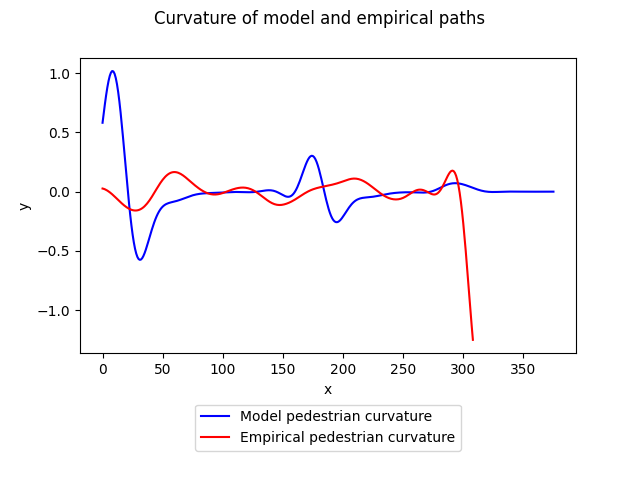 Curvature of model and empirical paths
1.0
0.5
0.0
−0.5
−1.0
y
0 50 100 150 200 250 300 350
x
Model pedestrian curvature
Empirical pedestrian curvature